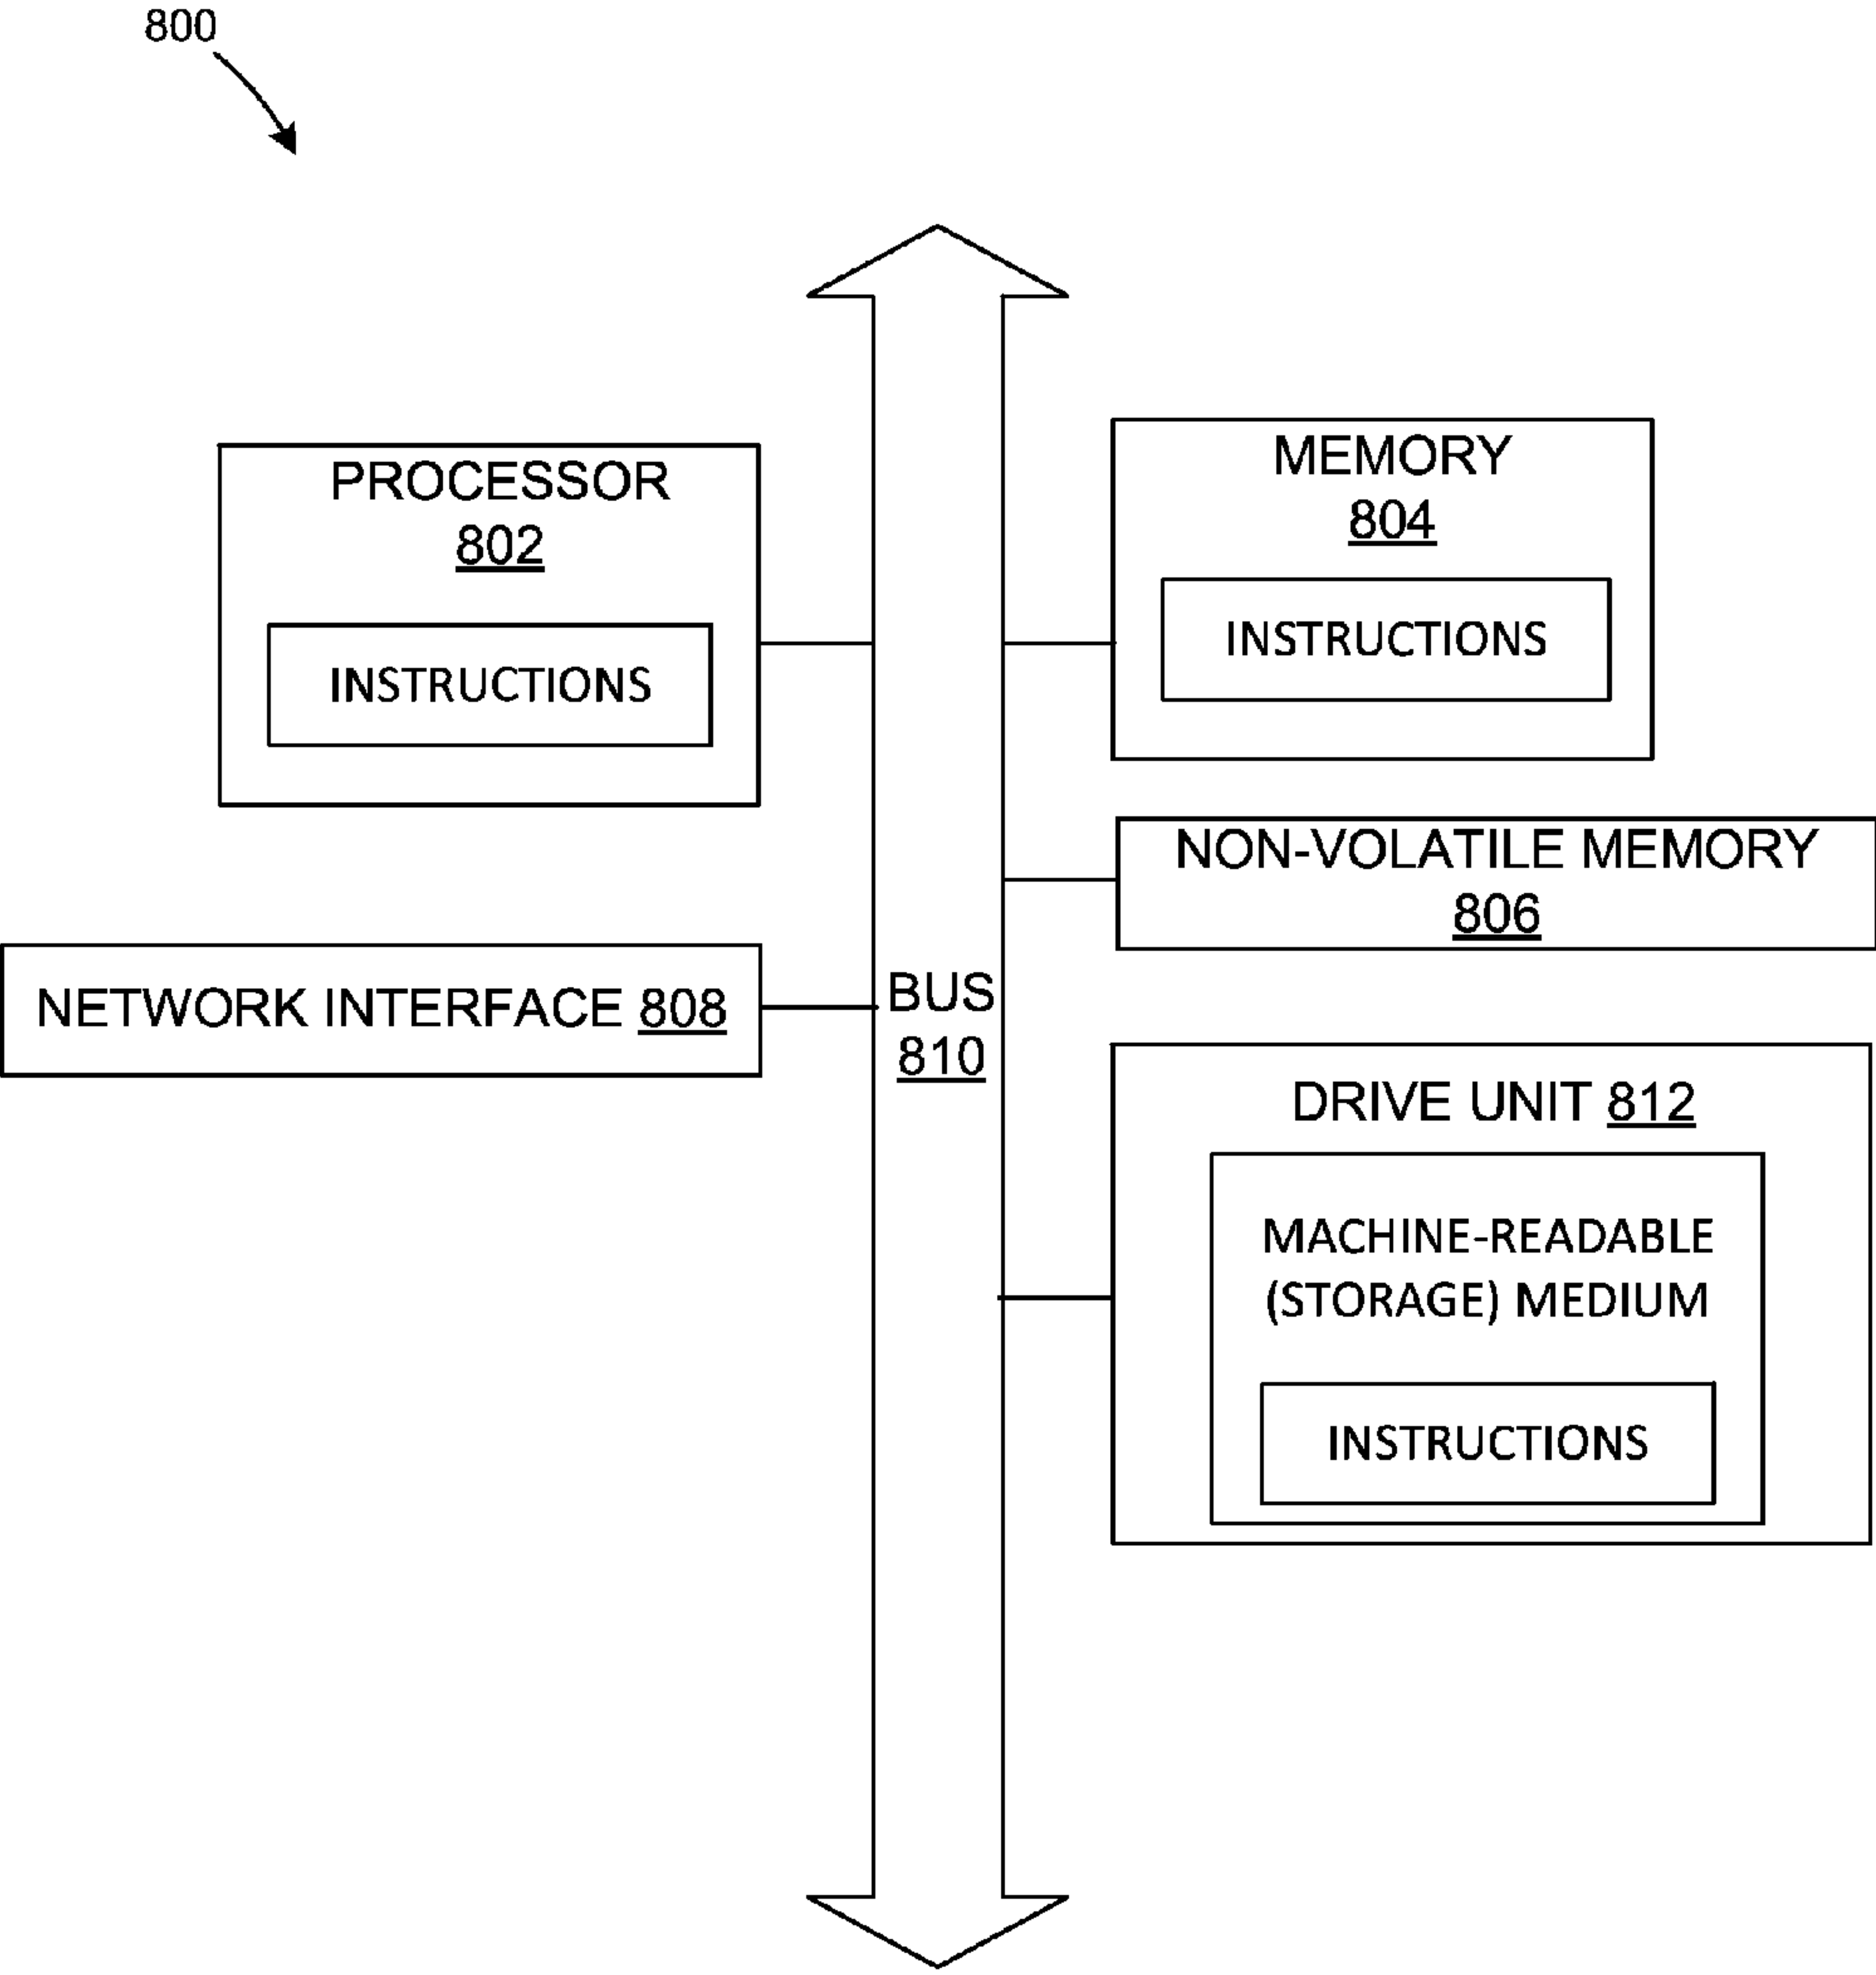 800
PROCESSOR
802
INSTRUCTIONS
MEMORY
804
INSTRUCTIONS
NON-VOLATILE MEMORY
806
NETWORK INTERFACE 808
BUS
810
DRIVE UNIT 812
MACHINE-READABLE
(STORAGE) MEDIUM
INSTRUCTIONS